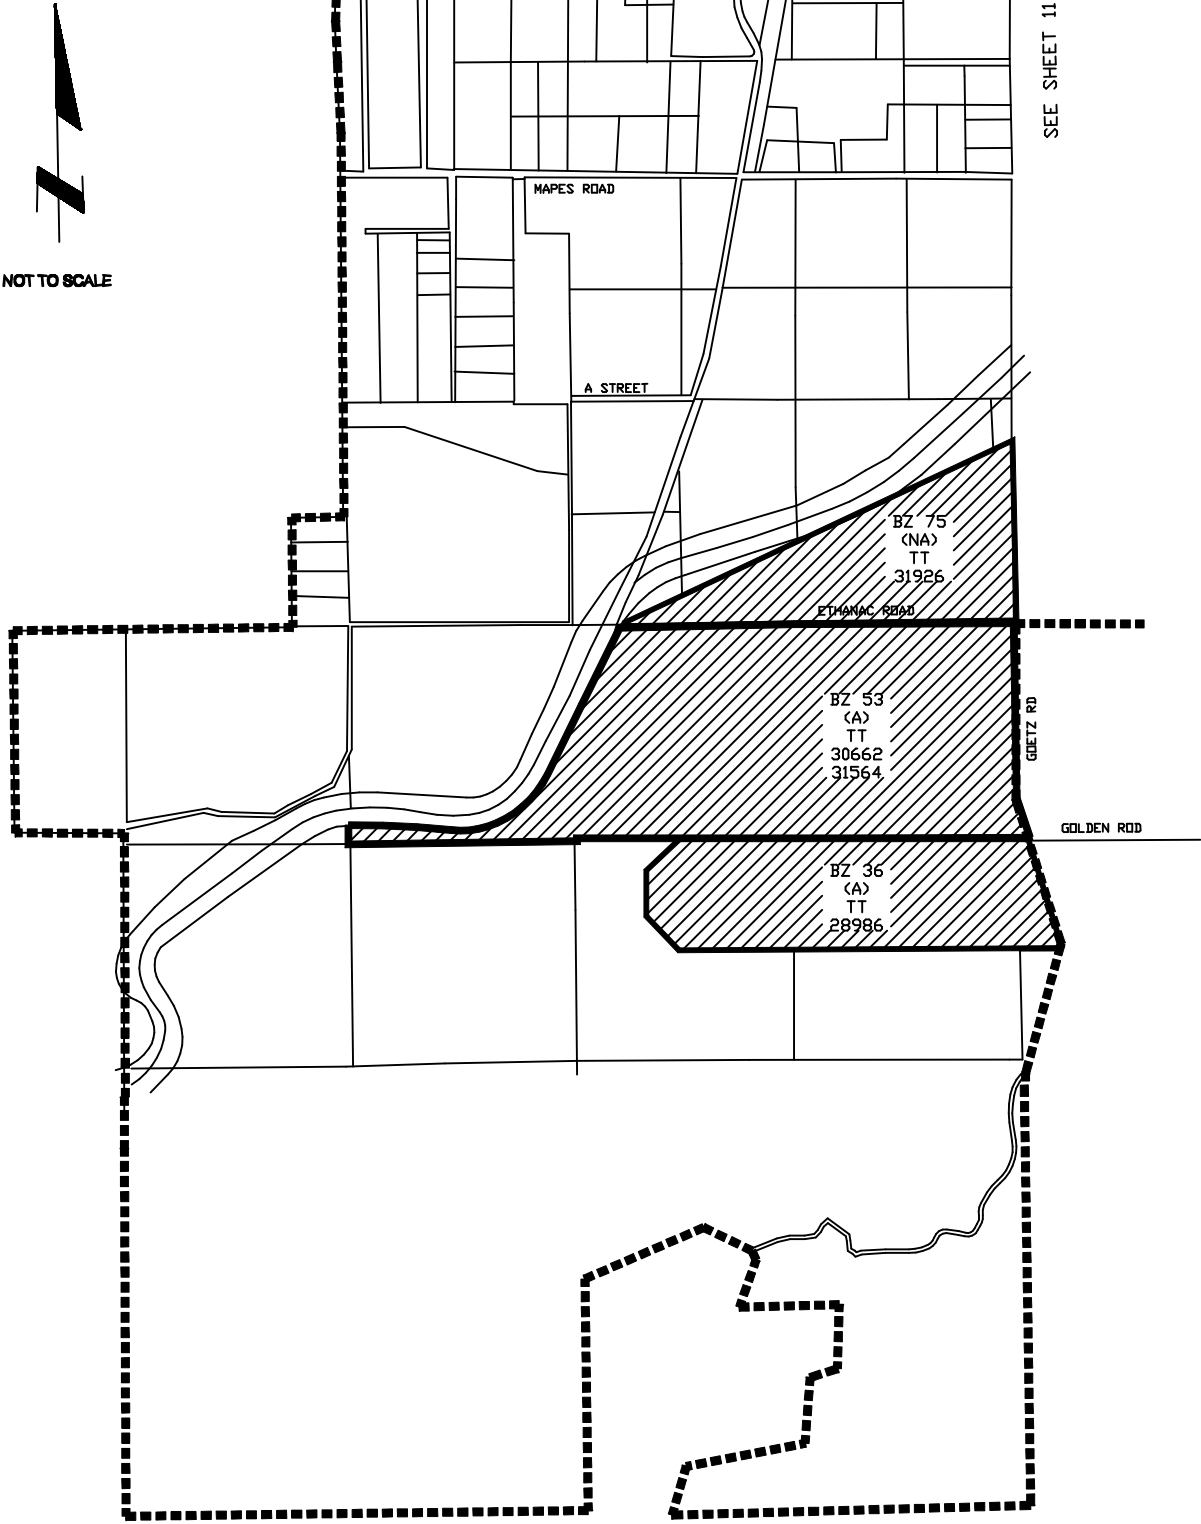 SEE SHEET 11
MAPES ROAD
NOT TO SCALE
A STREET
BZ 75
(NA)
TT
31926
ETHANAC ROAD
BZ 53
(A)
TT
30662
31564
GOETZ RD
GOLDEN ROD
BZ 36
(A)
TT
28986